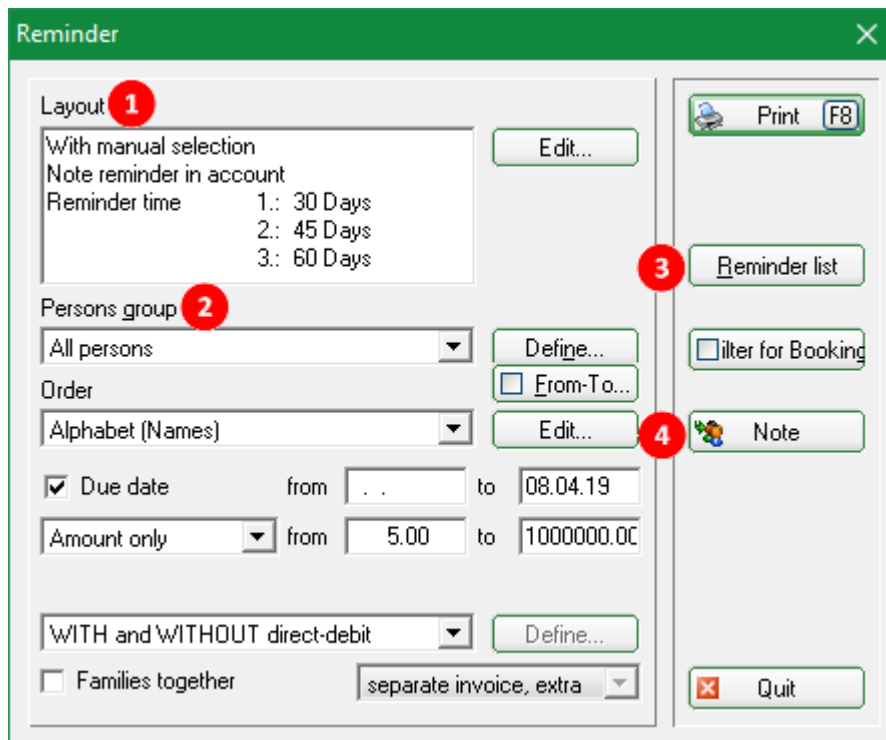 Reminder
Layout 1
With manual selection
Note reminder in account
Reminder time 1.: 30 Days
2.: 45 Days
3.: 60 Days
Edit...
Persons group 2
All persons
Define...
From-To...
Order
Alphabet (Names)
Edit...
Due date from . . to 08.04.19
Amount only from 5.00 to 1000000.00
WITH and WITHOUT direct-debit
Define...
Families together
separate invoice, extra
Print F8
3 Reminder list
ilter for Booking
4 Note
Quit